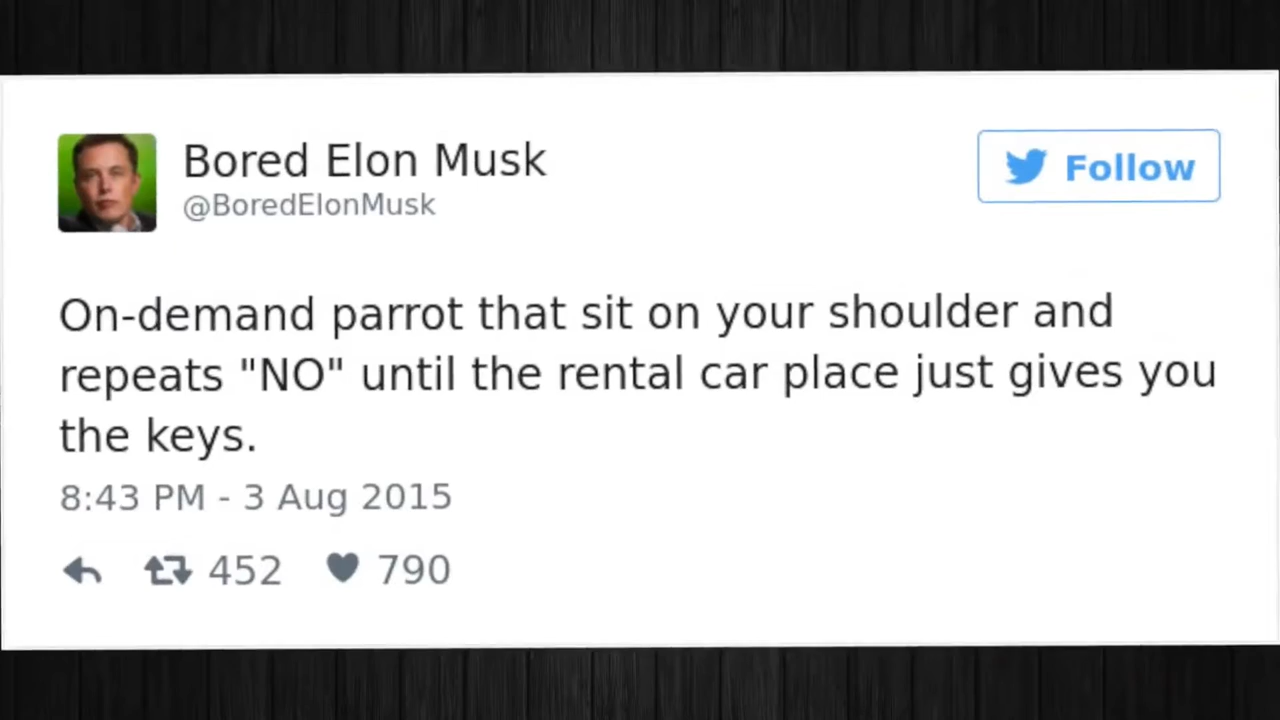 Bored Elon Musk
@BoredElonMusk
Follow
On-demand parrot that sit on your shoulder and
repeats "NO" until the rental car place just gives you
the keys.
8:43 PM - 3 Aug 2015
452 790